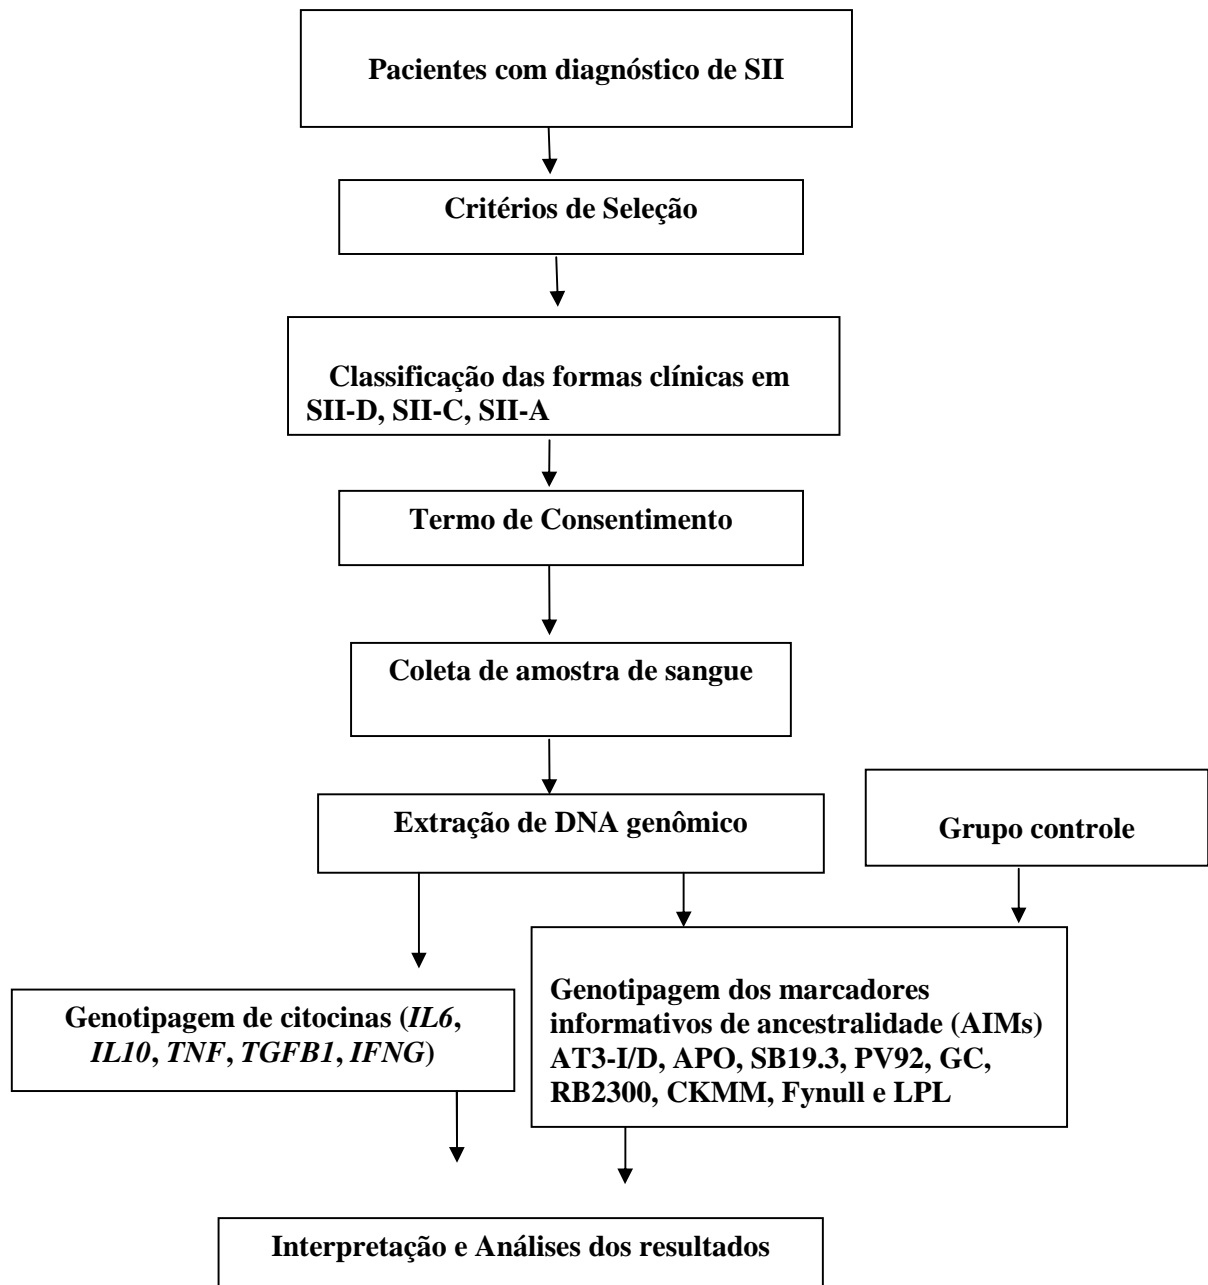 Pacientes com diagnóstico de SII
Critérios de Seleção
Classificação das formas clínicas em
SII-D, SII-C, SII-A
Termo de Consentimento
Coleta de amostra de sangue
Extração de DNA genômico
Grupo controle
Genotipagem de citocinas (IL6,
IL10, TNF, TGFB1, IFNG)
Genotipagem dos marcadores
informativos de ancestralidade (AIMs)
AT3-I/D, APO, SB19.3, PV92, GC,
RB2300, CKMM, Fynull e LPL
Interpretação e Análises dos resultados